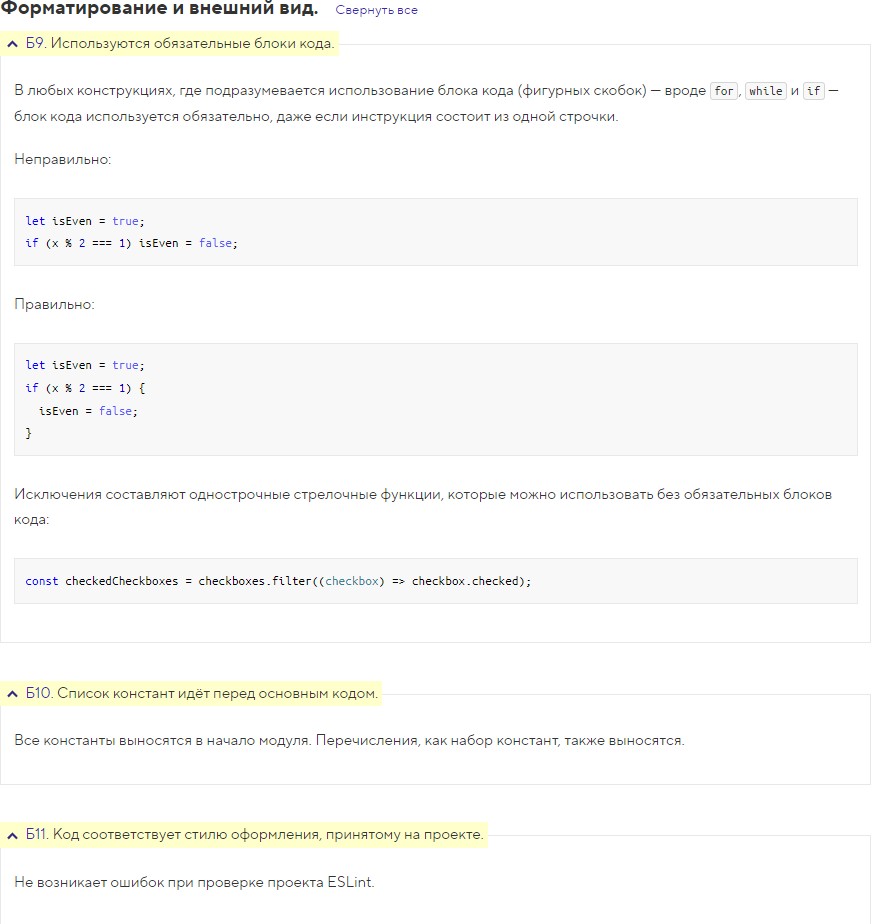 Форматирование и внешний вид. Свернуть все
Б9. Используются обязательные блоки кода.
В любых конструкциях, где подразумевается использование блока кода (фигурных скобок) — вроде for, while и if —
блок кода используется обязательно, даже если инструкция состоит из одной строчки.
Неправильно:
let isEven = true;
if (x % 2 === 1) isEven = false;
Правильно:
let isEven = true;
if (x % 2 === 1) {
  isEven = false;
}
Исключения составляют однострочные стрелочные функции, которые можно использовать без обязательных блоков
кода:
const checkedCheckboxes = checkboxes.filter((checkbox) => checkbox.checked);
Б10. Список констант идёт перед основным кодом.
Все константы выносятся в начало модуля. Перечисления, как набор констант, также выносятся.
Б11. Код соответствует стилю оформления, принятому на проекте.
Не возникает ошибок при проверке проекта ESLint.